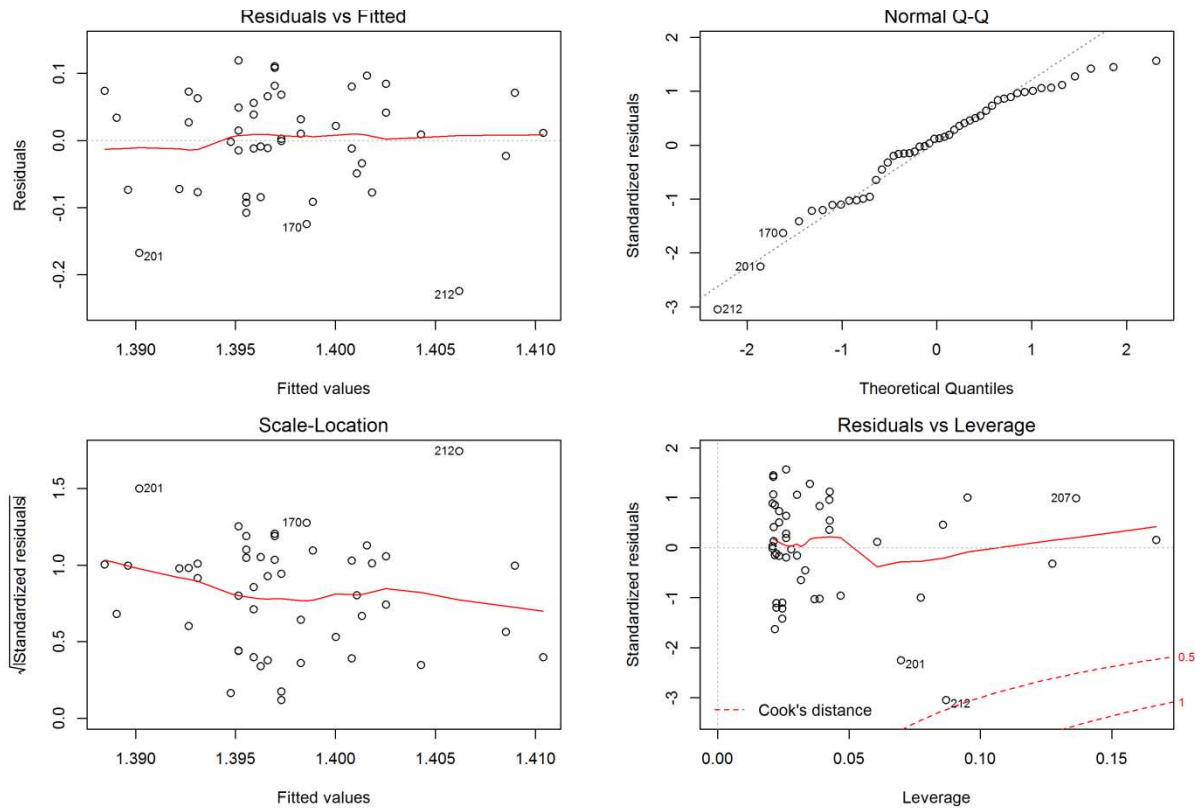 Residuals vs Fitted
Residuals
0.1
0.0
-0.1
-0.2
170
201
212
1.390 1.395 1.400 1.405 1.410
Fitted values
Normal Q-Q
Standardized residuals
2
1
0
-1
-2
-3
170
201
212
-2 -1 0 1 2
Theoretical Quantiles
Scale-Location
√|Standardized residuals|
1.5
1.0
0.5
0.0
212
201
170
1.390 1.395 1.400 1.405 1.410
Fitted values
Residuals vs Leverage
Standardized residuals
2
1
0
-1
-2
-3
207
201
212
0.5
1
Cook's distance
0.00 0.05 0.10 0.15
Leverage